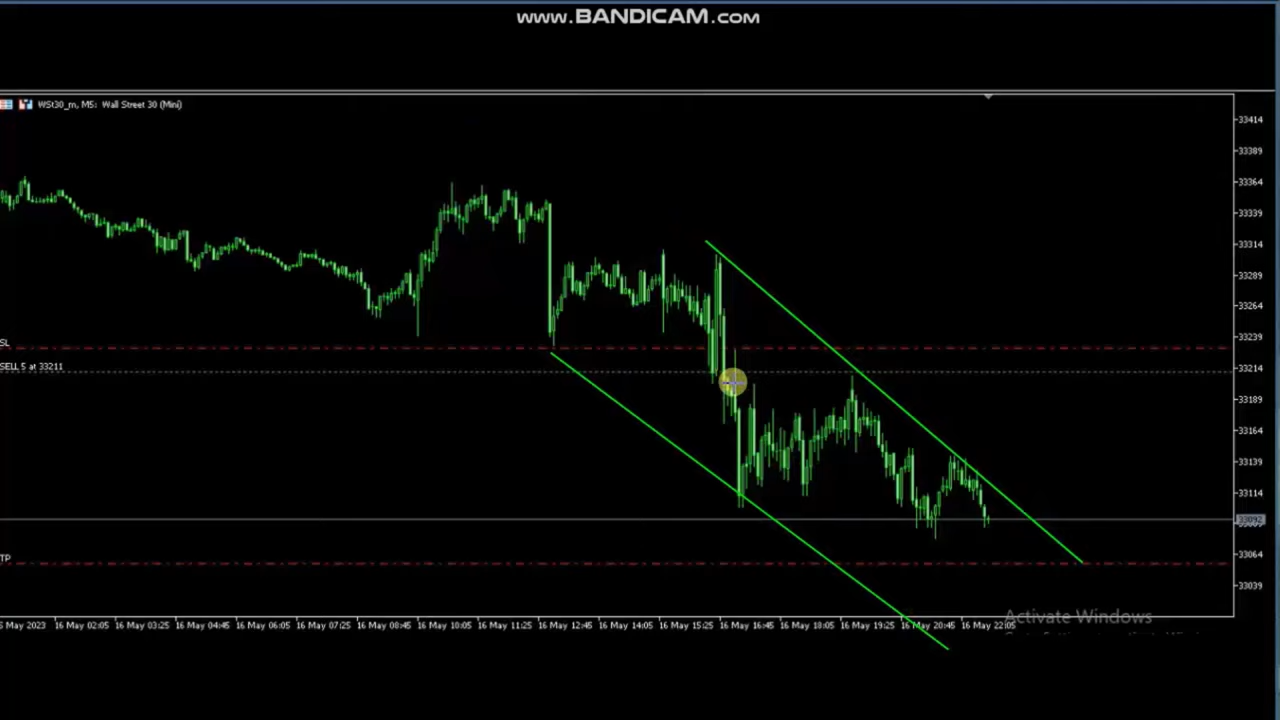 www.BANDICAM.com
WSt30_m, M5: Wall Street 30 (Mini)
33414
33389
33364
33339
33314
33289
33264
33239
SL
SELL 5 at 33211
33214
33189
33164
33139
33114
33092
TP
33064
33039
Activate Windows
May 2023 16 May 02:05 16 May 03:25 16 May 04:45 16 May 06:05 16 May 07:25 16 May 08:45 16 May 10:05 16 May 11:25 16 May 12:45 16 May 14:05 16 May 15:25 16 May 16:45 16 May 18:05 16 May 19:25 16 May 20:45 16 May 22:05